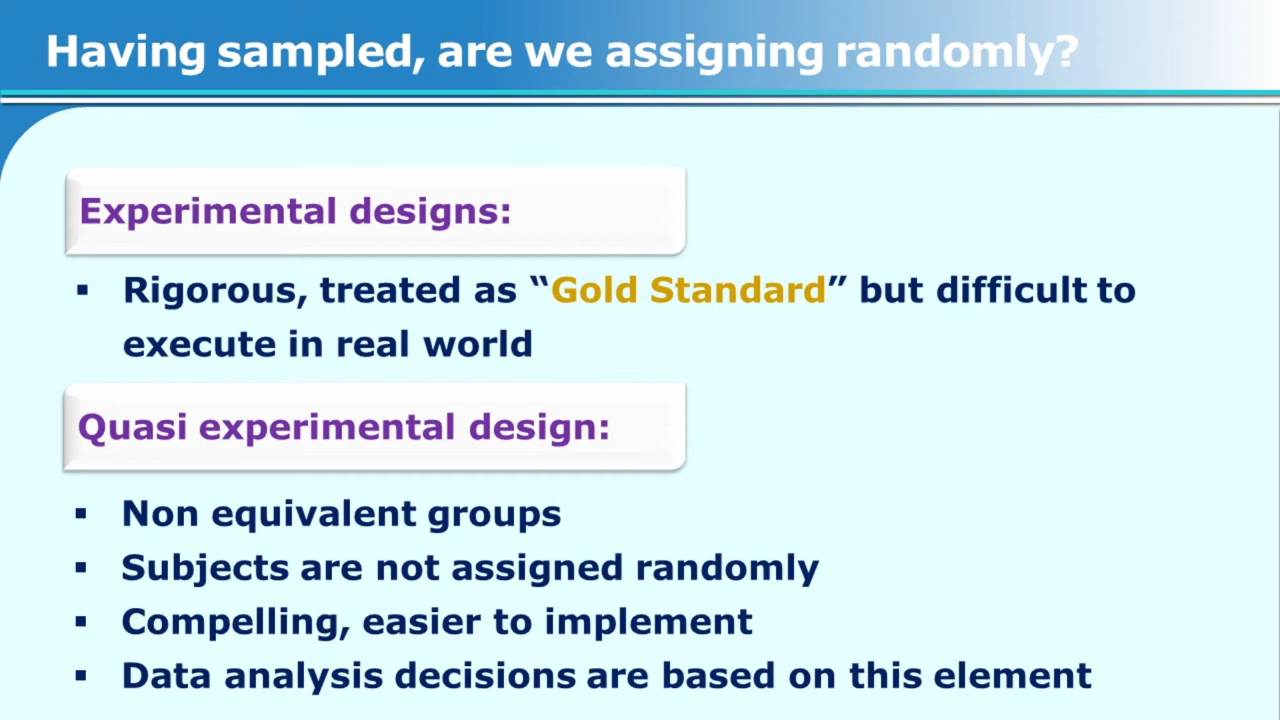 Having sampled, are we assigning randomly?
Experimental designs:
▪ Rigorous, treated as “Gold Standard” but difficult to
execute in real world
Quasi experimental design:
▪ Non equivalent groups
▪ Subjects are not assigned randomly
▪ Compelling, easier to implement
▪ Data analysis decisions are based on this element